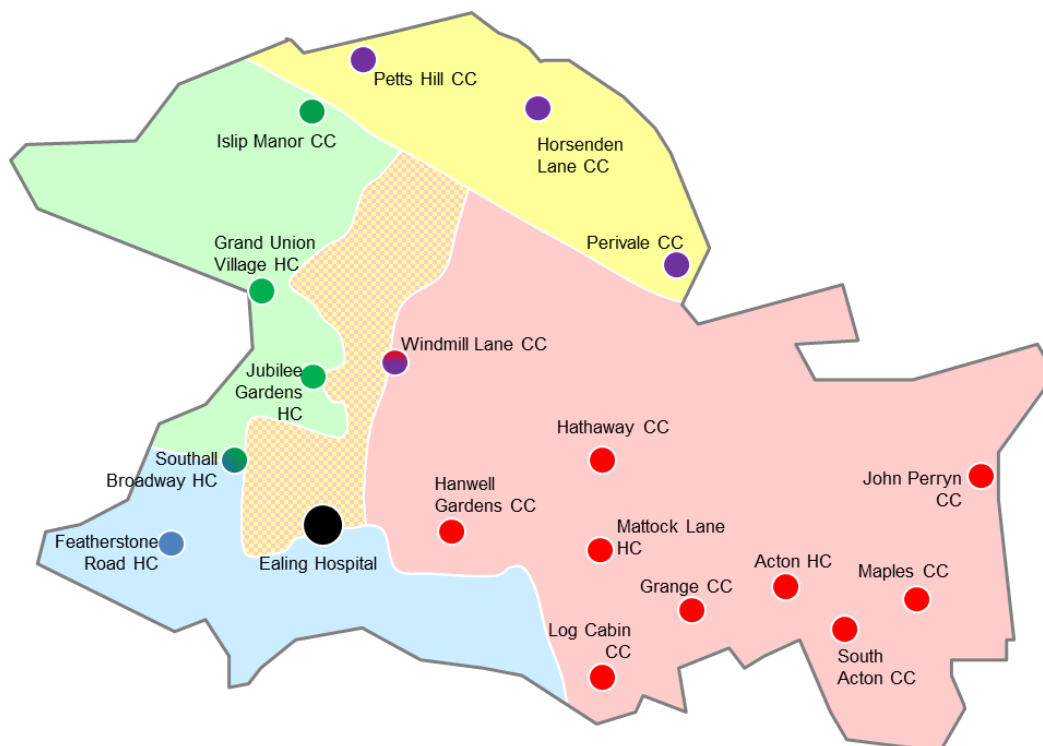 Petts Hill CC
Islip Manor CC
Horsenden
Lane CC
Grand Union
Village HC
Perivale CC
Windmill Lane CC
Jubilee
Gardens
HC
Hathaway CC
Southall
Broadway HC
Hanwell
Gardens CC
John Perryn
CC
Featherstone
Road HC
Ealing Hospital
Mattock Lane
HC
Acton HC
Maples CC
Grange CC
Log Cabin
CC
South
Acton CC